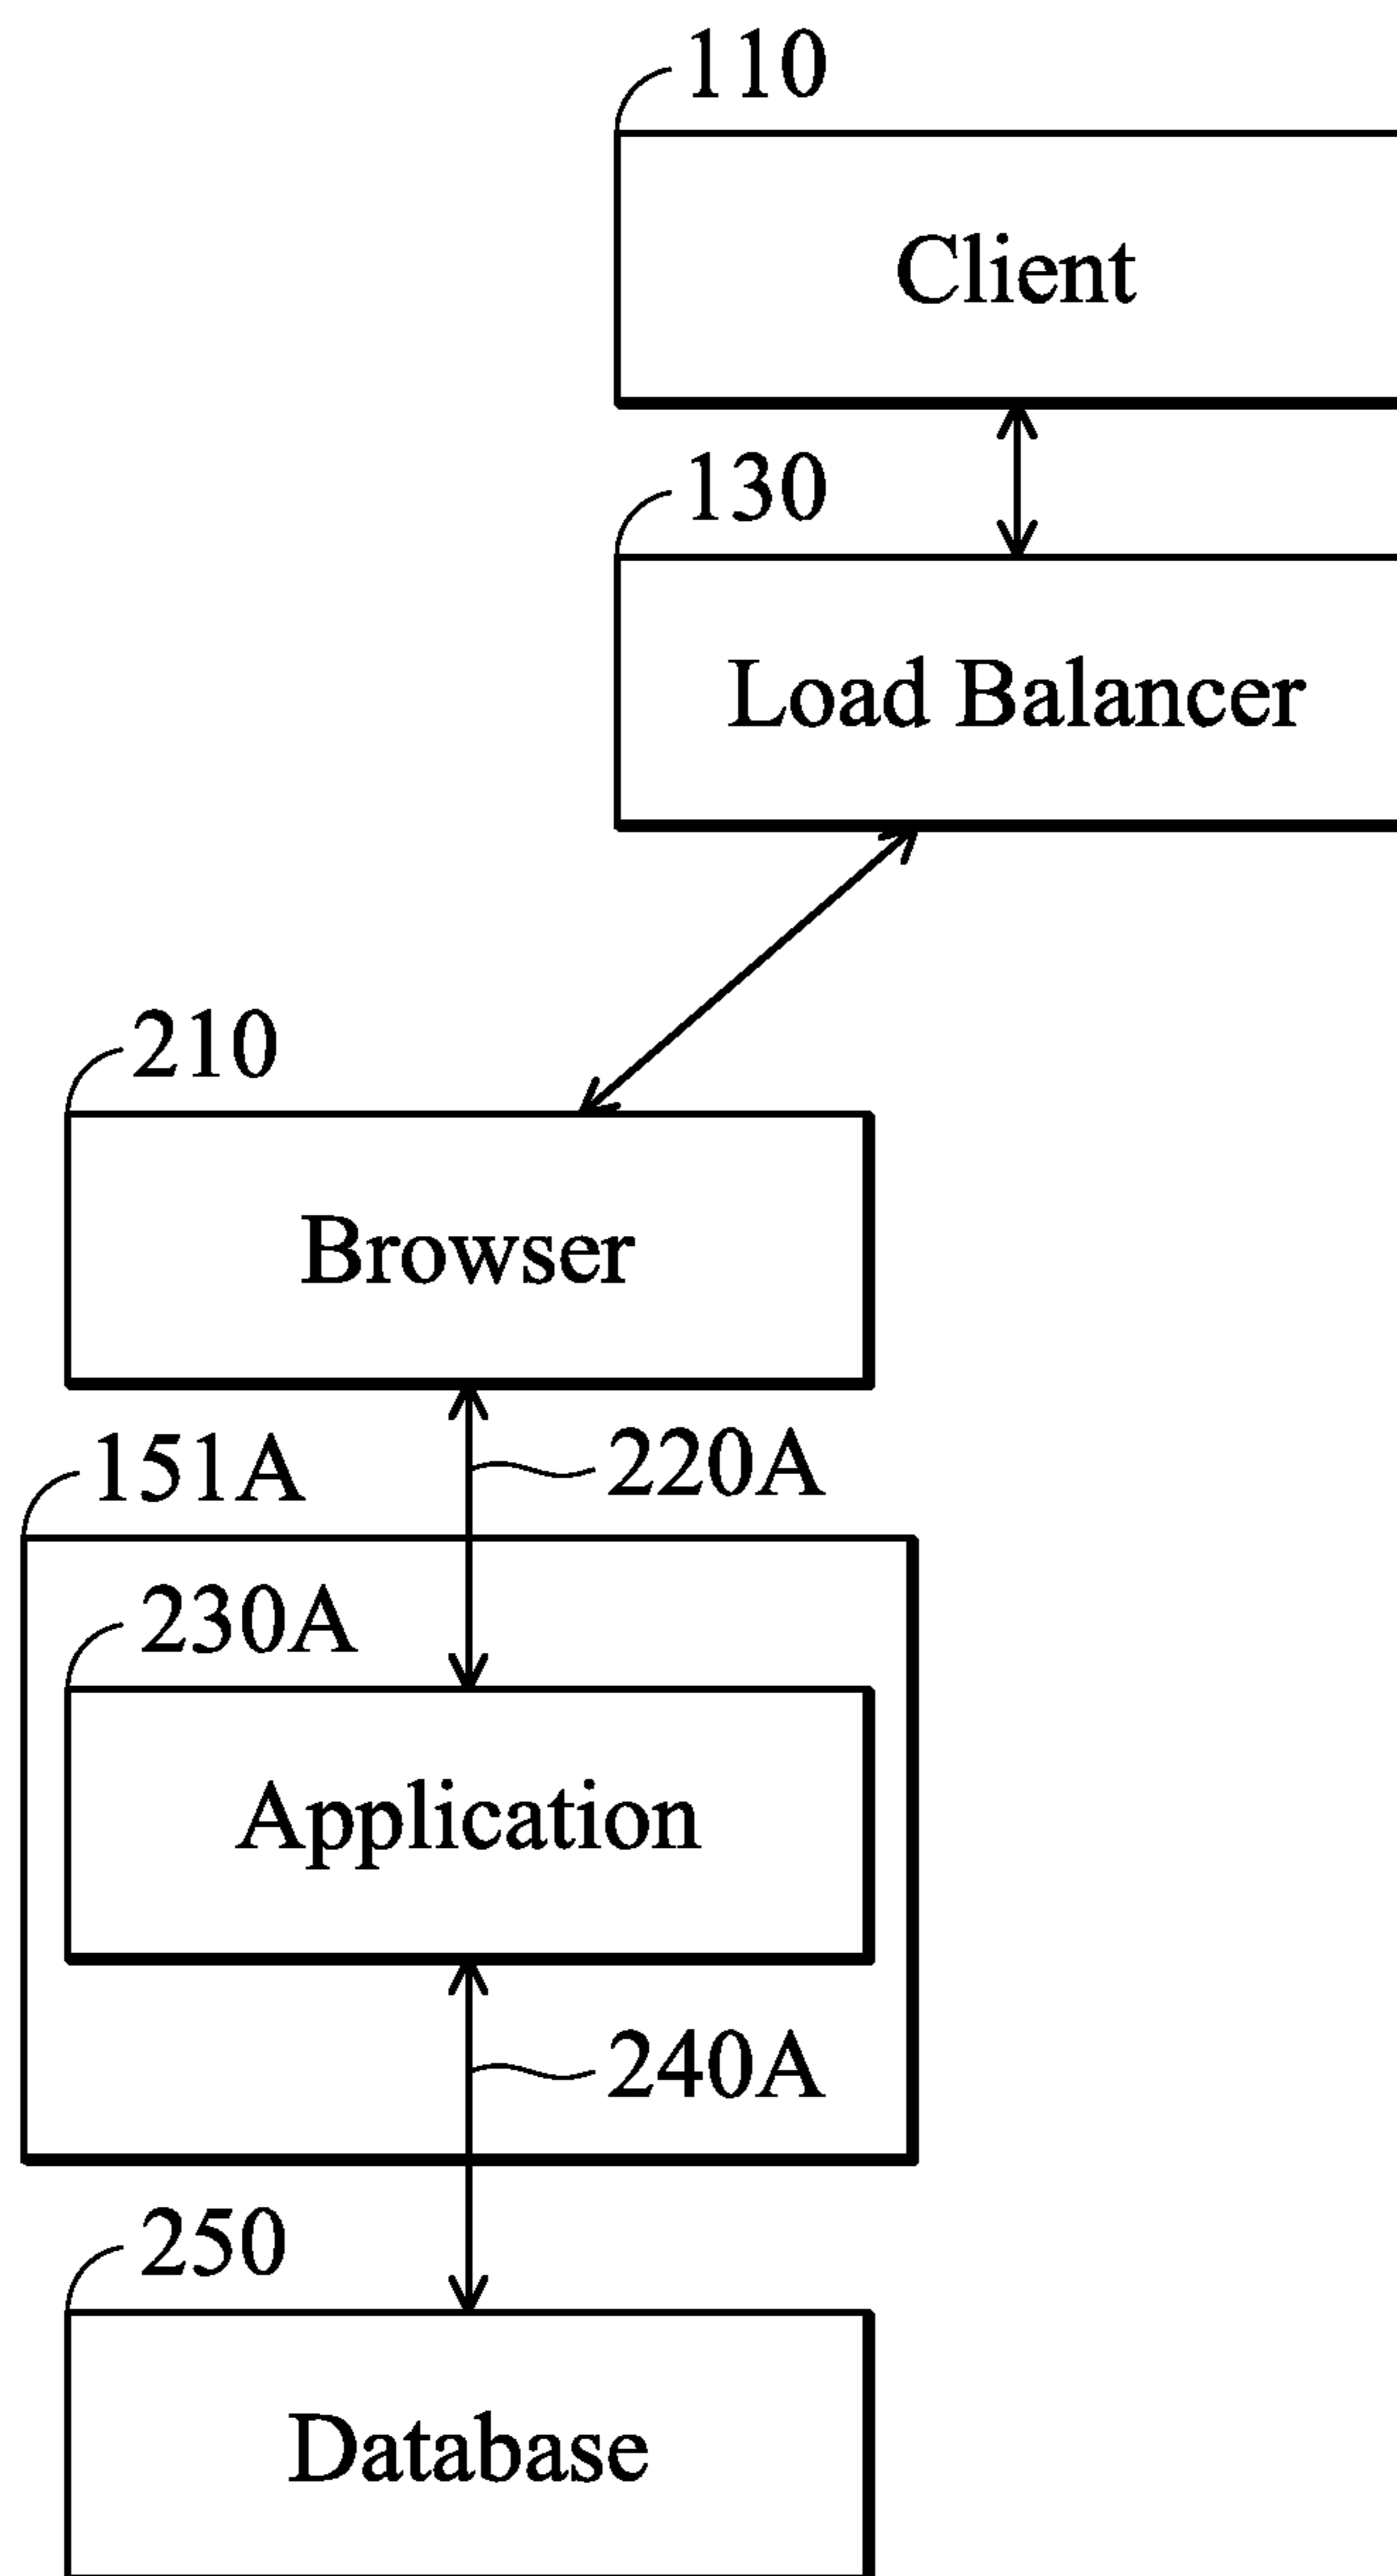 110
Client
130
Load Balancer
210
Browser
151A
220A
230A
Application
240A
250
Database